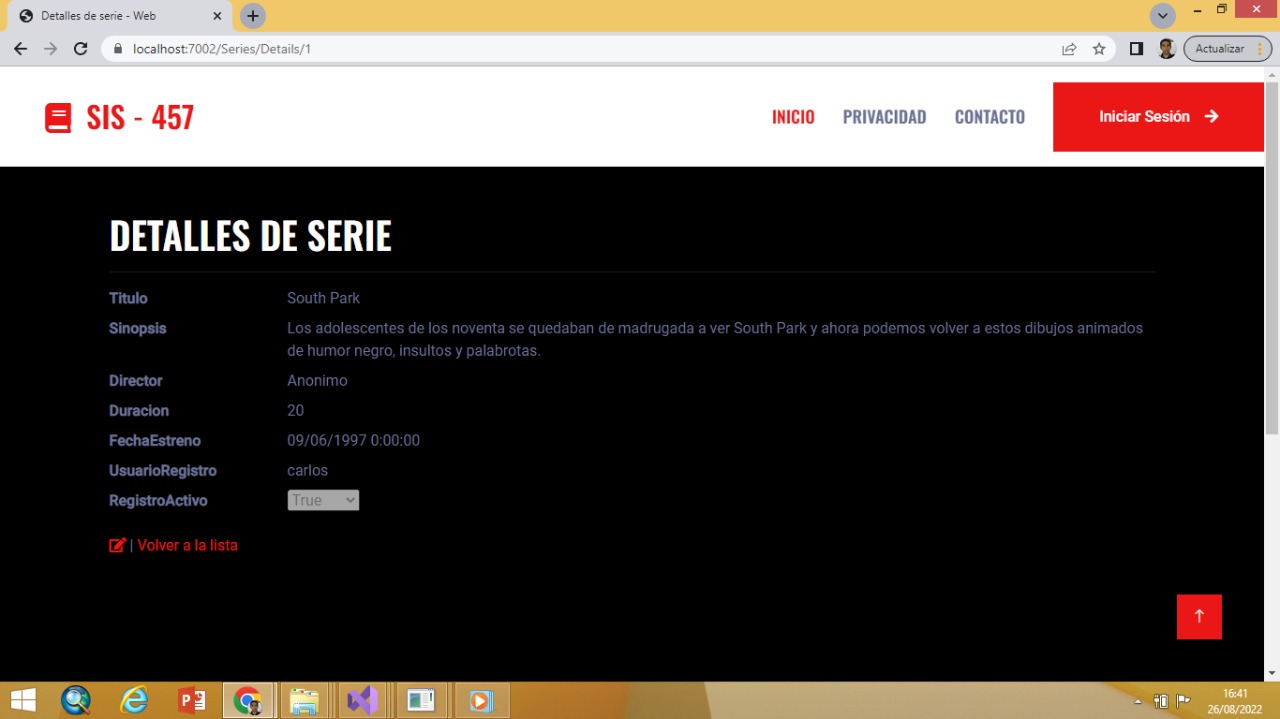 Detalles de serie - Web
localhost:7002/Series/Details/1
Actualizar
SIS - 457
INICIO
PRIVACIDAD
CONTACTO
Iniciar Sesión
DETALLES DE SERIE
Titulo South Park
Sinopsis Los adolescentes de los noventa se quedaban de madrugada a ver South Park y ahora podemos volver a estos dibujos animados
de humor negro, insultos y palabrotas.
Director Anonimo
Duracion 20
FechaEstreno 09/06/1997 0:00:00
UsuarioRegistro carlos
RegistroActivo True
| Volver a la lista
16:41
26/08/2022